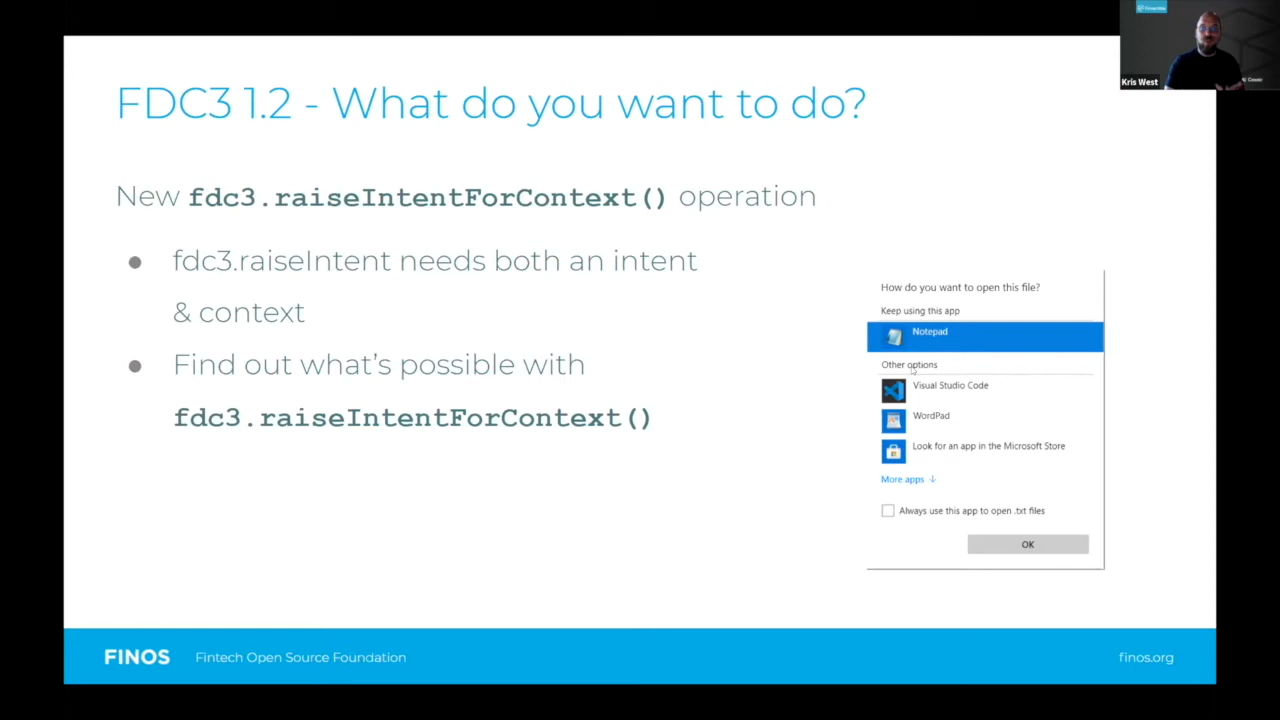 Finsemble
Kris West
FDC3 1.2 - What do you want to do?
New fdc3.raiseIntentForContext() operation
● fdc3.raiseIntent needs both an intent
& context
● Find out what's possible with
fdc3.raiseIntentForContext()
How do you want to open this file?
Keep using this app
Notepad
Other options
Visual Studio Code
WordPad
Look for an app in the Microsoft Store
More apps ↓
Always use this app to open .txt files
OK
FINOS
Fintech Open Source Foundation
finos.org